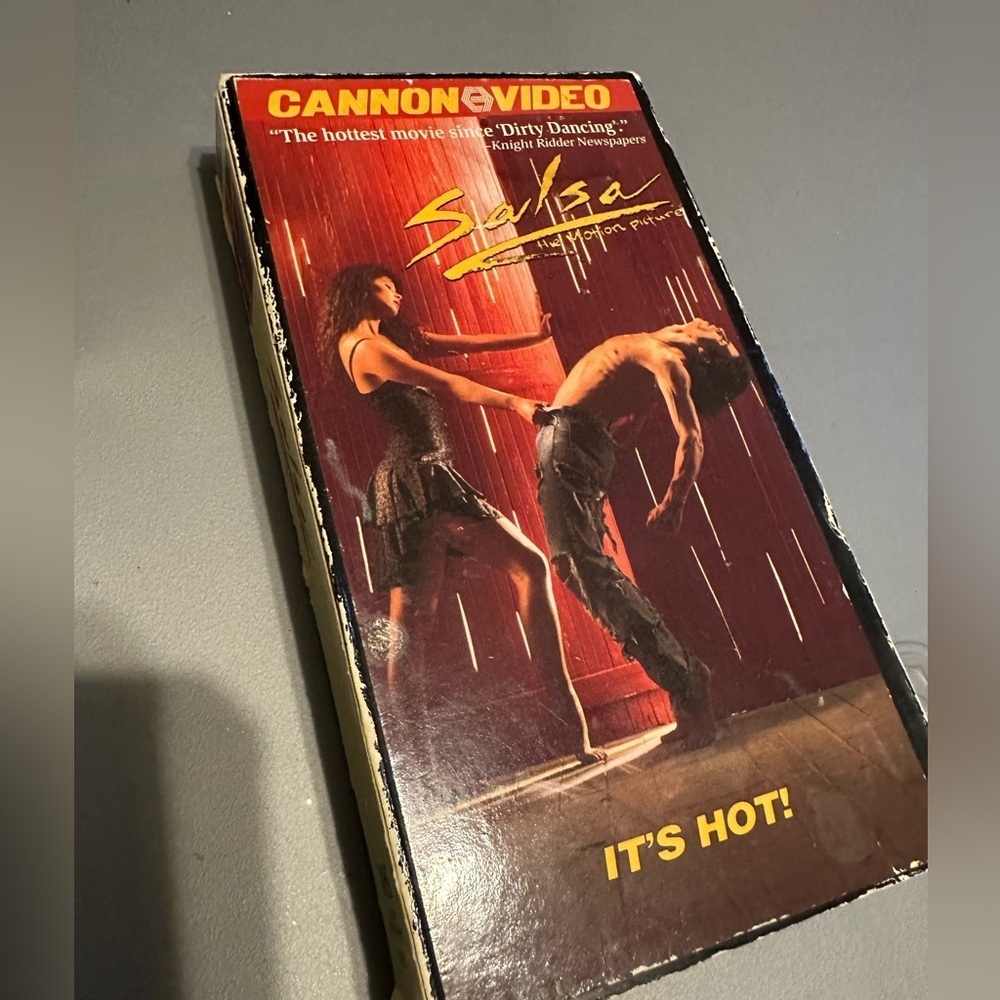 CANNON VIDEO
“The hottest movie since ‘Dirty Dancing’.”
–Knight Ridder Newspapers
Salsa
the Motion picture
IT'S HOT!